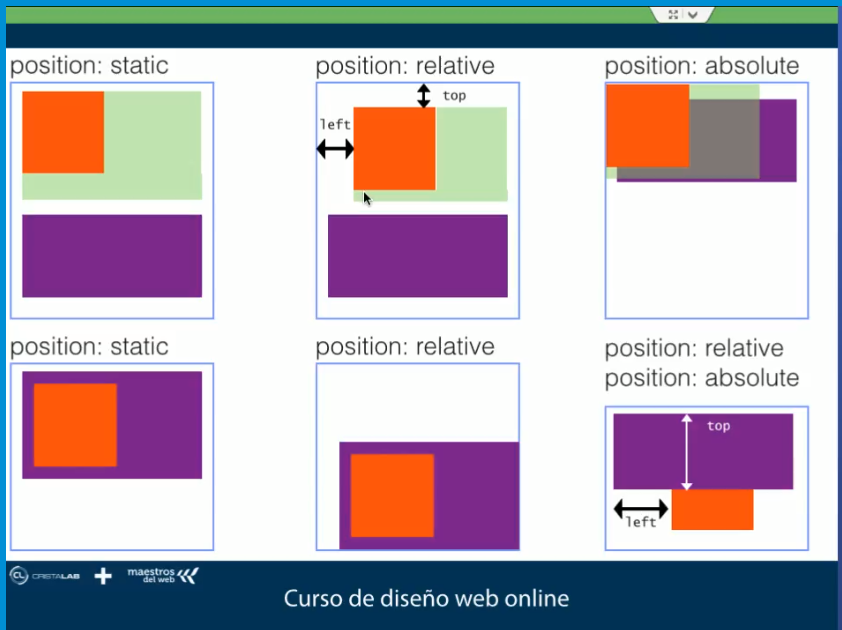 position: static
position: relative
position: absolute
top
left
position: static
position: relative
position: relative
position: absolute
top
left
CRISTALAB
maestros
del web
Curso de diseño web online